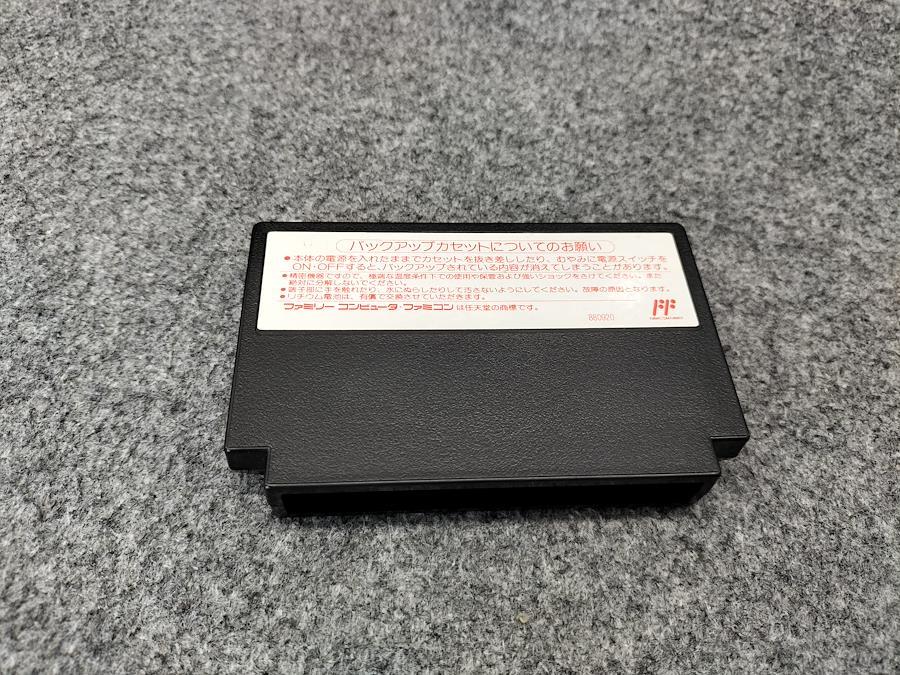 バックアップカセットについてのお願い
●本体の電源を入れたままでカセットを抜き差ししたり、むやみに電源スイッチを
ON・OFFすると、バックアップされている内容が消えてしまうことがあります。
●精密機器ですので、極端な温度条件下での使用や保管および強いショックをさけてください。また
絶対に分解しないでください。
●端子部に手を触れたり、水にぬらしたりして汚さないようにしてください。故障の原因となります。
●リチウム電池は、有償で交換させていただきます。
ファミリーコンピュータ・ファミコンは任天堂の商標です。
880920